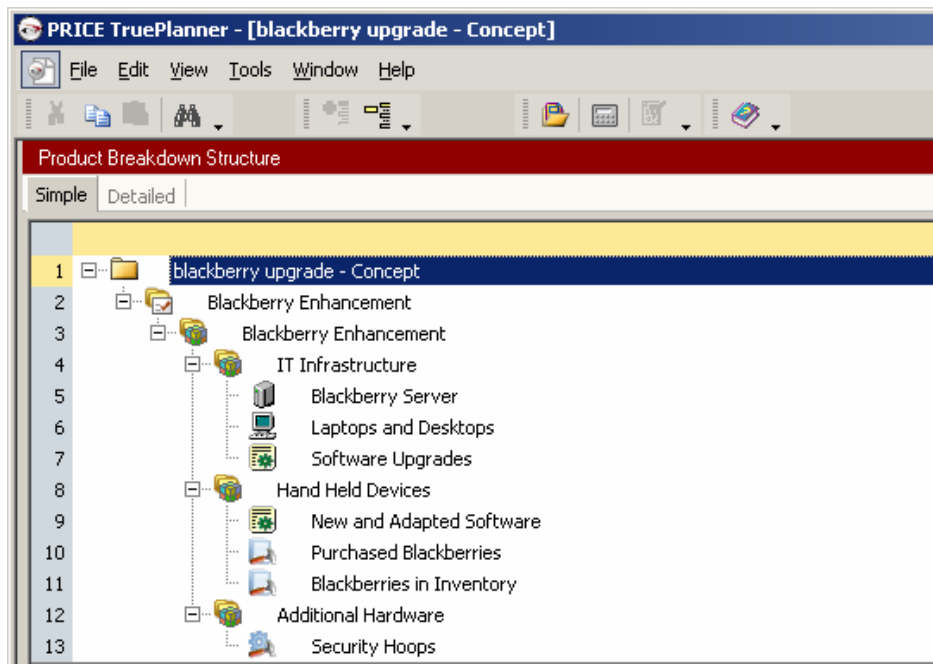 PRICE TruePlanner - [blackberry upgrade - Concept]
File Edit View Tools Window Help
Product Breakdown Structure
Simple Detailed
1 blackberry upgrade - Concept
2 Blackberry Enhancement
3 Blackberry Enhancement
4 IT Infrastructure
5 Blackberry Server
6 Laptops and Desktops
7 Software Upgrades
8 Hand Held Devices
9 New and Adapted Software
10 Purchased Blackberries
11 Blackberries in Inventory
12 Additional Hardware
13 Security Hoops